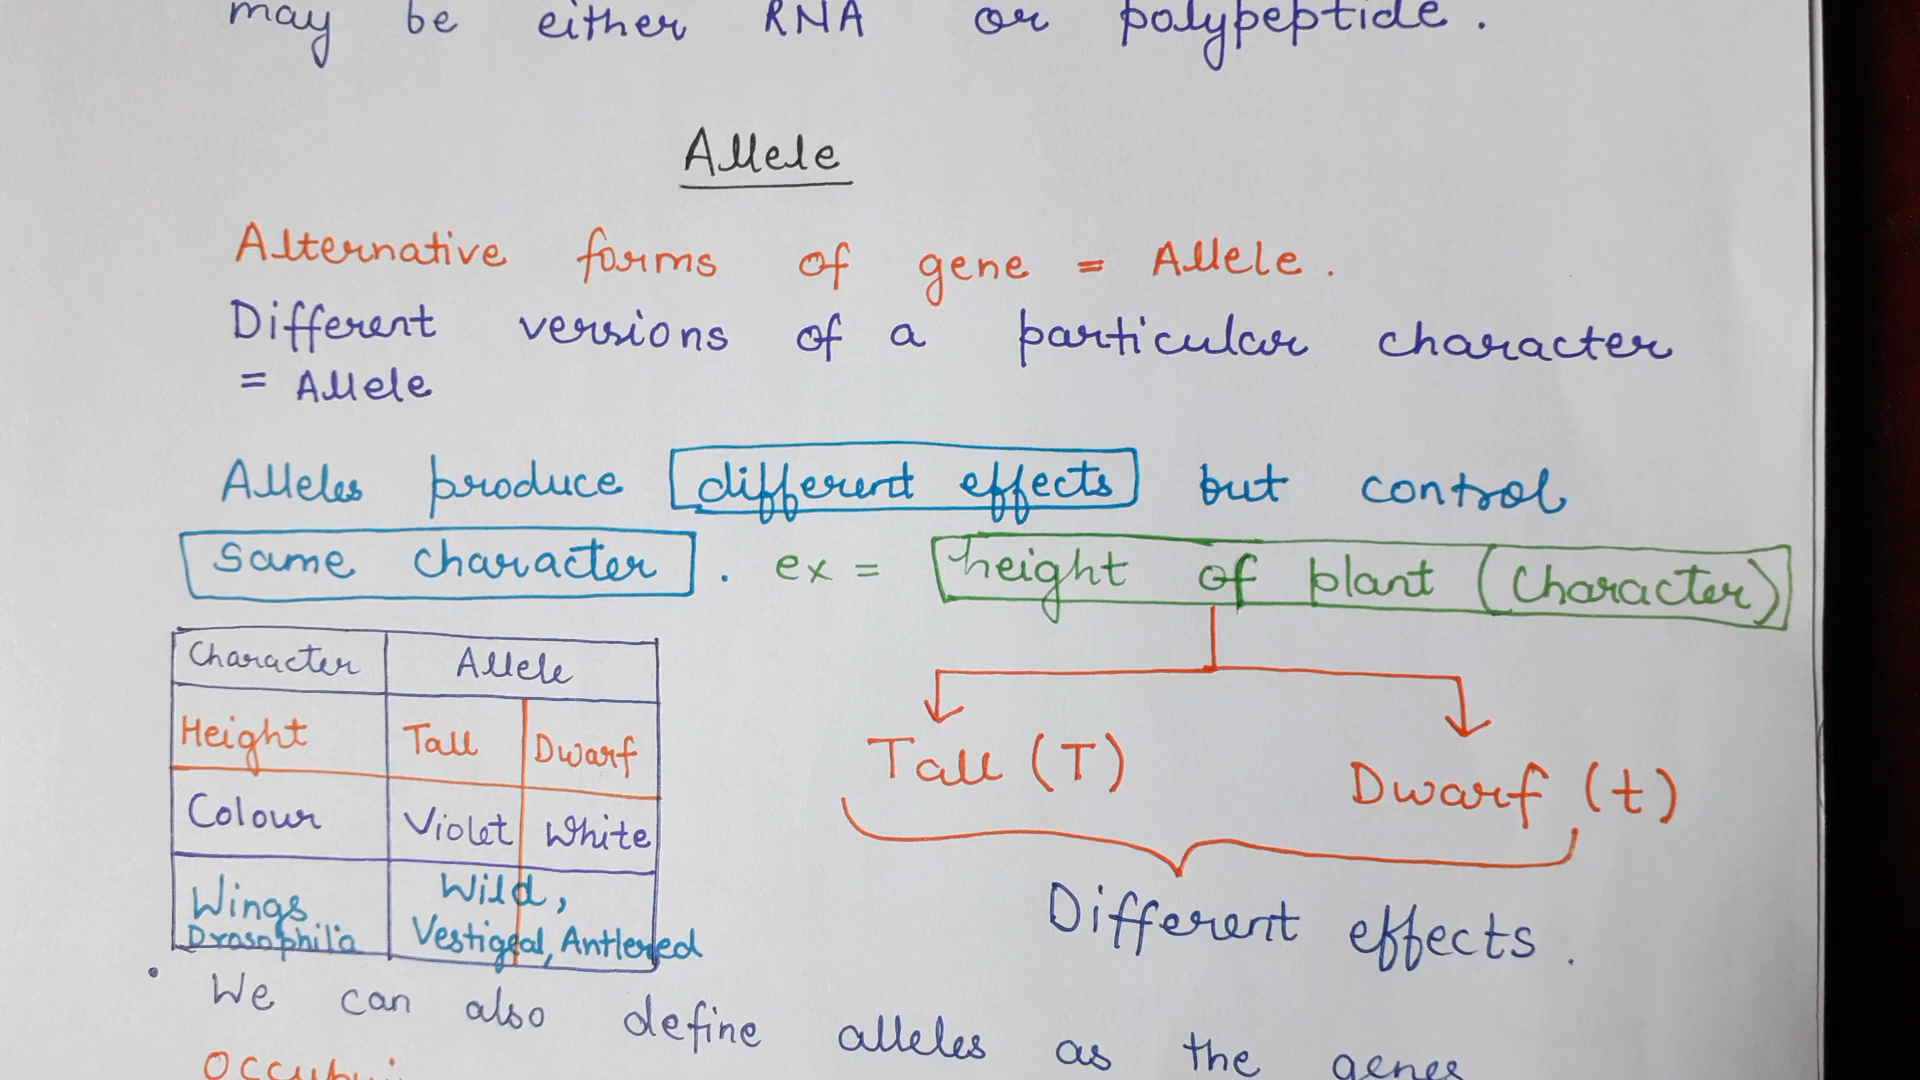 may be either RNA or polypeptide.
Allele
Alternative forms of gene = Allele.
Different versions of a particular character
= Allele
Alleles produce different effects but control
same character. ex = height of plant (Character)
Character Allele
Height Tall Dwarf
Colour Violet White
Wings Drosophila Wild,
Vestigeal, Antlered
Tall (T) Dwarf (t)
Different effects.
• We can also define alleles as the genes